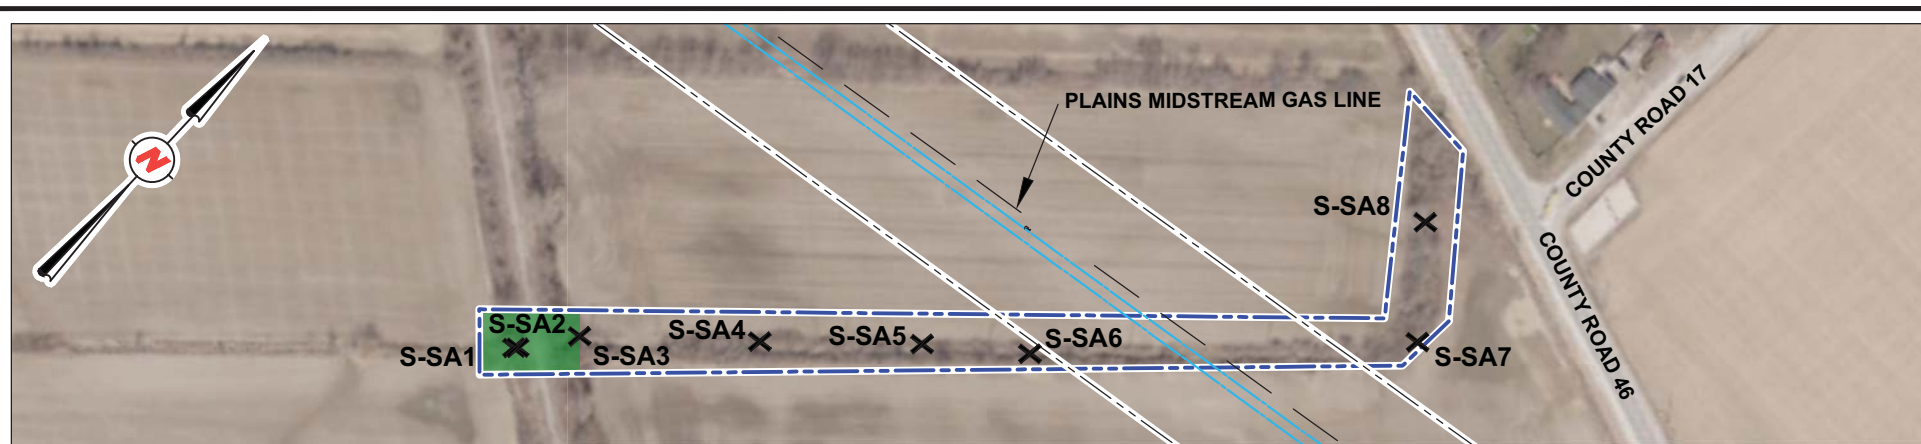 N
PLAINS MIDSTREAM GAS LINE
COUNTY ROAD 17
S-SA8
COUNTY ROAD 46
S-SA2
S-SA4
S-SA5
S-SA6
S-SA1
S-SA3
S-SA7